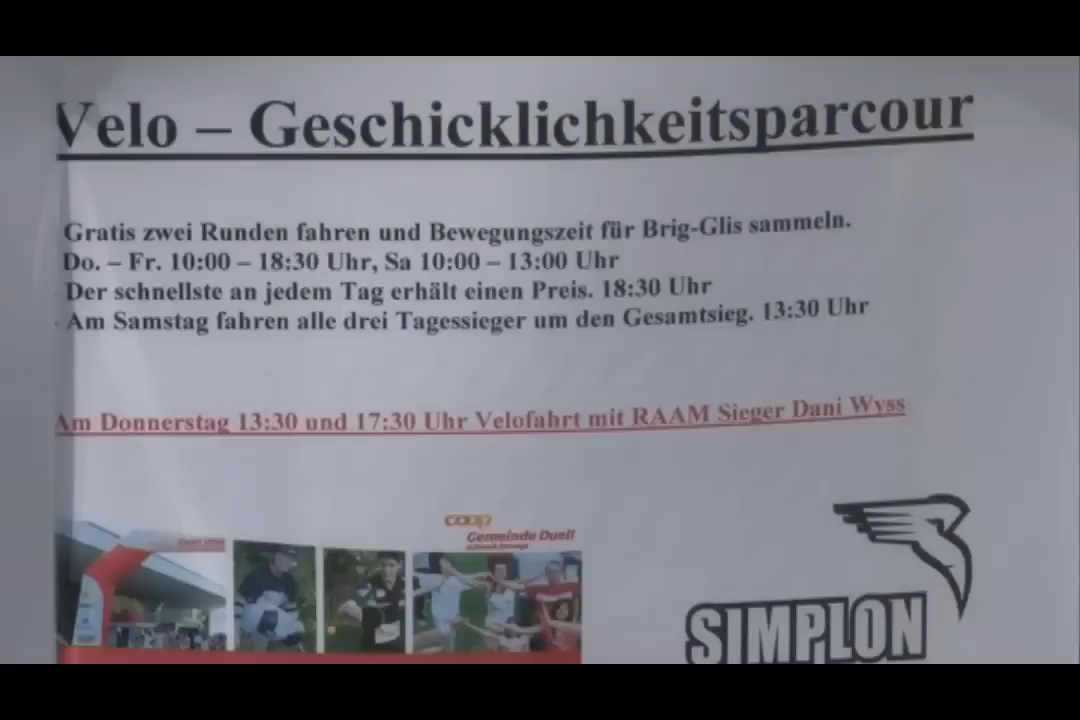 Velo – Geschicklichkeitsparcour
Gratis zwei Runden fahren und Bewegungszeit für Brig-Glis sammeln.
Do. – Fr. 10:00 – 18:30 Uhr, Sa 10:00 – 13:00 Uhr
Der schnellste an jedem Tag erhält einen Preis. 18:30 Uhr
Am Samstag fahren alle drei Tagessieger um den Gesamtsieg. 13:30 Uhr
Am Donnerstag 13:30 und 17:30 Uhr Velofahrt mit RAAM Sieger Dani Wyss
coop
Gemeinde Duell
SIMPLON